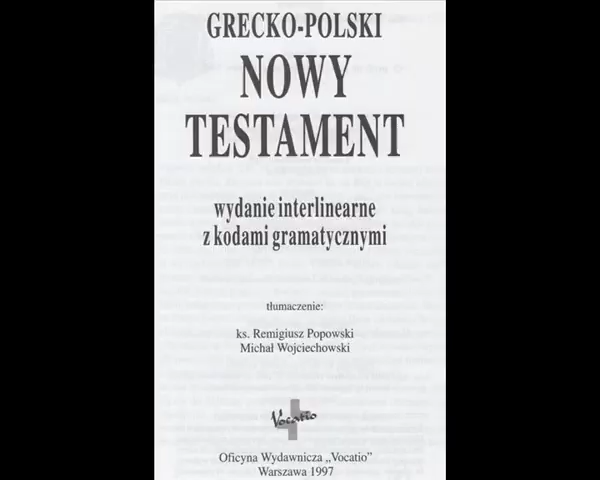 GRECKO-POLSKI
NOWY
TESTAMENT
wydanie interlinearne
z kodami gramatycznymi
tłumaczenie:
ks. Remigiusz Popowski
Michał Wojciechowski
Vocatio
Oficyna Wydawnicza „Vocatio”
Warszawa 1997